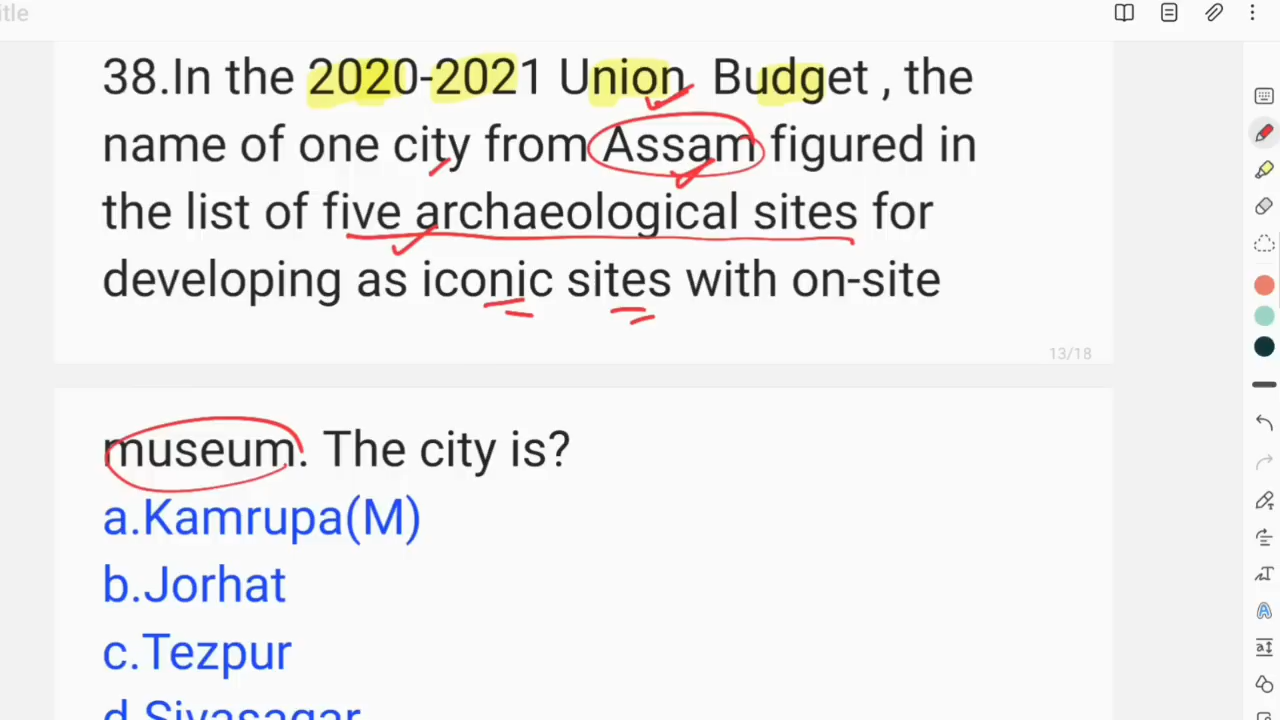 itle
38.In the 2020-2021 Union Budget , the
name of one city from Assam figured in
the list of five archaeological sites for
developing as iconic sites with on-site
13/18
museum. The city is?
a.Kamrupa(M)
b.Jorhat
c.Tezpur
d.Sivasagar